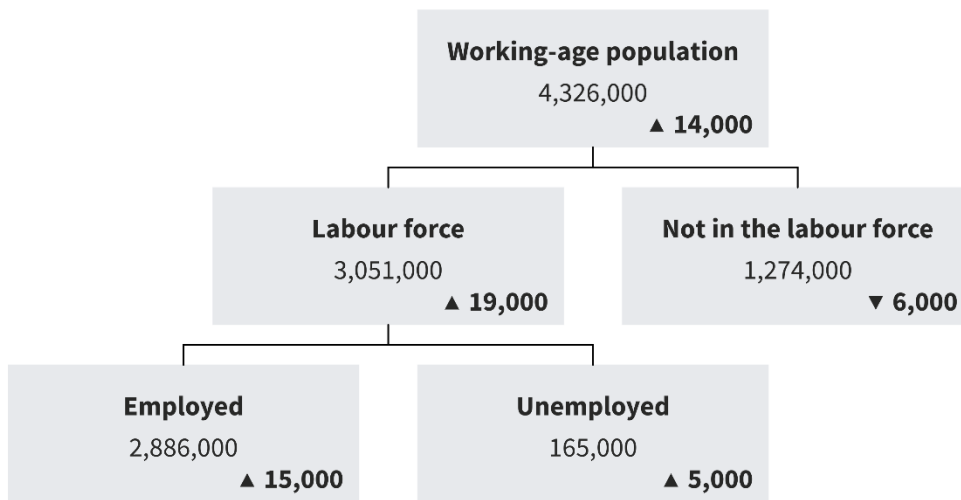 Working-age population
4,326,000
▲ 14,000
Labour force
3,051,000
▲ 19,000
Not in the labour force
1,274,000
▼ 6,000
Employed
2,886,000
▲ 15,000
Unemployed
165,000
▲ 5,000